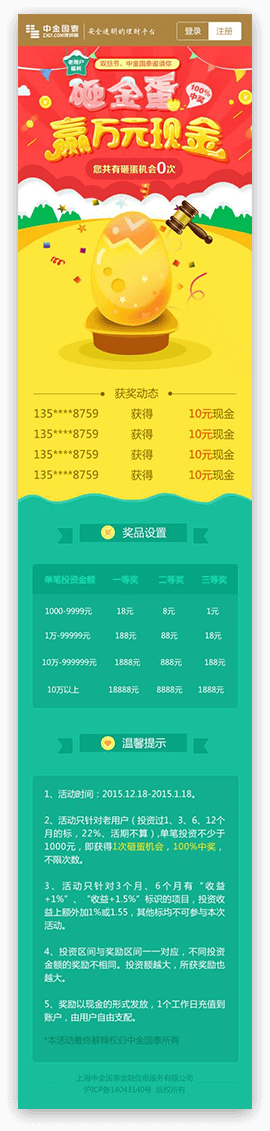 中金国泰
ZXGT.COM理财网
安全透明的理财平台
登录
注册
老用户
福利
双旦节，中金国泰邀请你
砸金蛋
100%
中奖
赢万元现金
您共有砸蛋机会0次
获奖动态
135****8759 获得 10元现金
135****8759 获得 10元现金
135****8759 获得 10元现金
135****8759 获得 10元现金
奖品设置
单笔投资金额 一等奖 二等奖 三等奖
1000-9999元 18元 8元 1元
1万-99999元 188元 88元 18元
10万-999999元 1888元 888元 188元
10万以上 18888元 8888元 1888元
温馨提示
1、活动时间：2015.12.18-2015.1.18。
2、活动只针对老用户（投资过1、3、6、12个
月的标，22%、活期不算）,单笔投资不少于
1000元，即获得1次砸蛋机会，100%中奖，
不限次数。
3、活动只针对3个月、6个月有“收益
+1%”、“收益+1.5%”标识的项目，投资收
益上额外加1%或1.55，其他标均不可参与本次
活动。
4、投资区间与奖励区间一一对应，不同投资
金额的奖励不相同。投资额越大，所获奖励也
越大。
5、奖励以现金的形式发放，1个工作日充值到
账户，由用户自由支配。
*本活动最终解释权归中金国泰所有
上海中金国泰金融信息服务有限公司
沪ICP备14043140号 版权所有